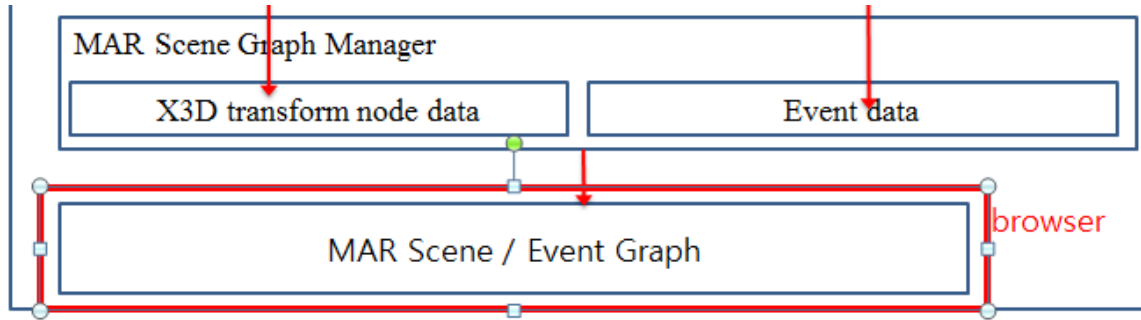 MAR Scene Graph Manager
X3D transform node data
Event data
browser
MAR Scene / Event Graph